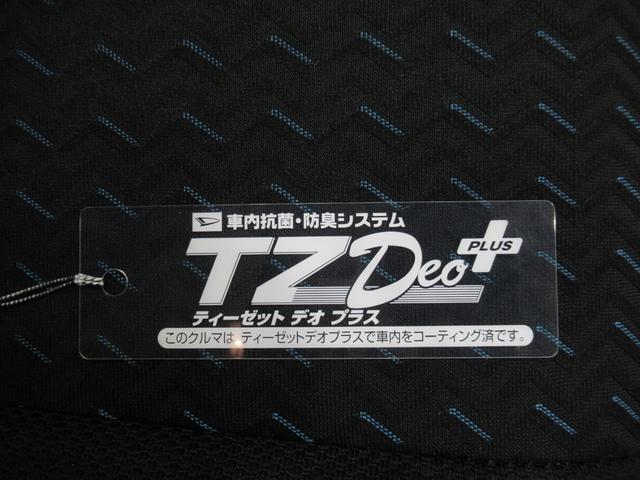 車内抗菌・防臭システム
TZ Deo PLUS
ティーゼット デオ プラス
このクルマは、ティーゼットデオプラスで車内をコーティング済です。